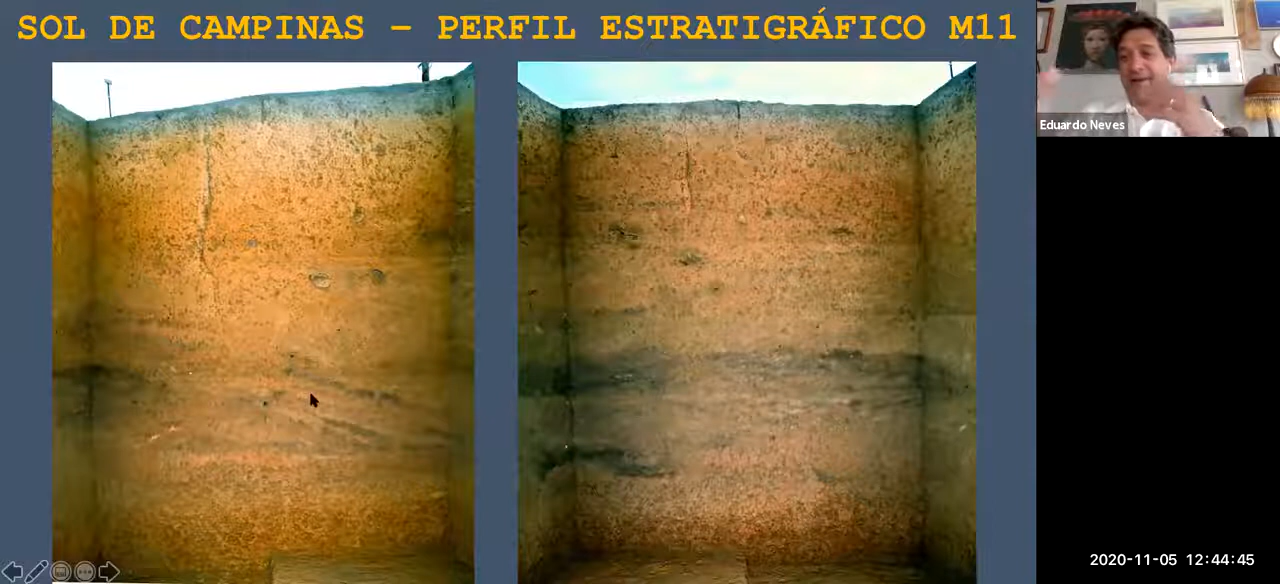 SOL DE CAMPINAS – PERFIL ESTRATIGRÁFICO M11
Eduardo Neves
2020-11-05 12:44:45